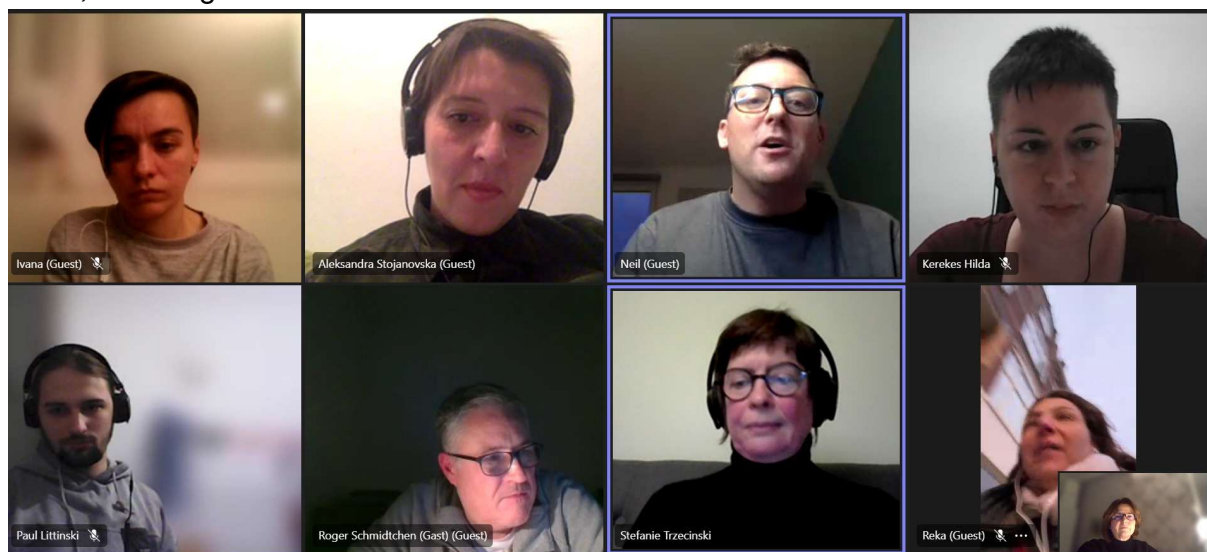 Ivana (Guest)
Aleksandra Stojanovska (Guest)
Neil (Guest)
Kerekes Hilda
Paul Littinski
Roger Schmidtchen (Gast) (Guest)
Stefanie Trzecinski
Reka (Guest) ...